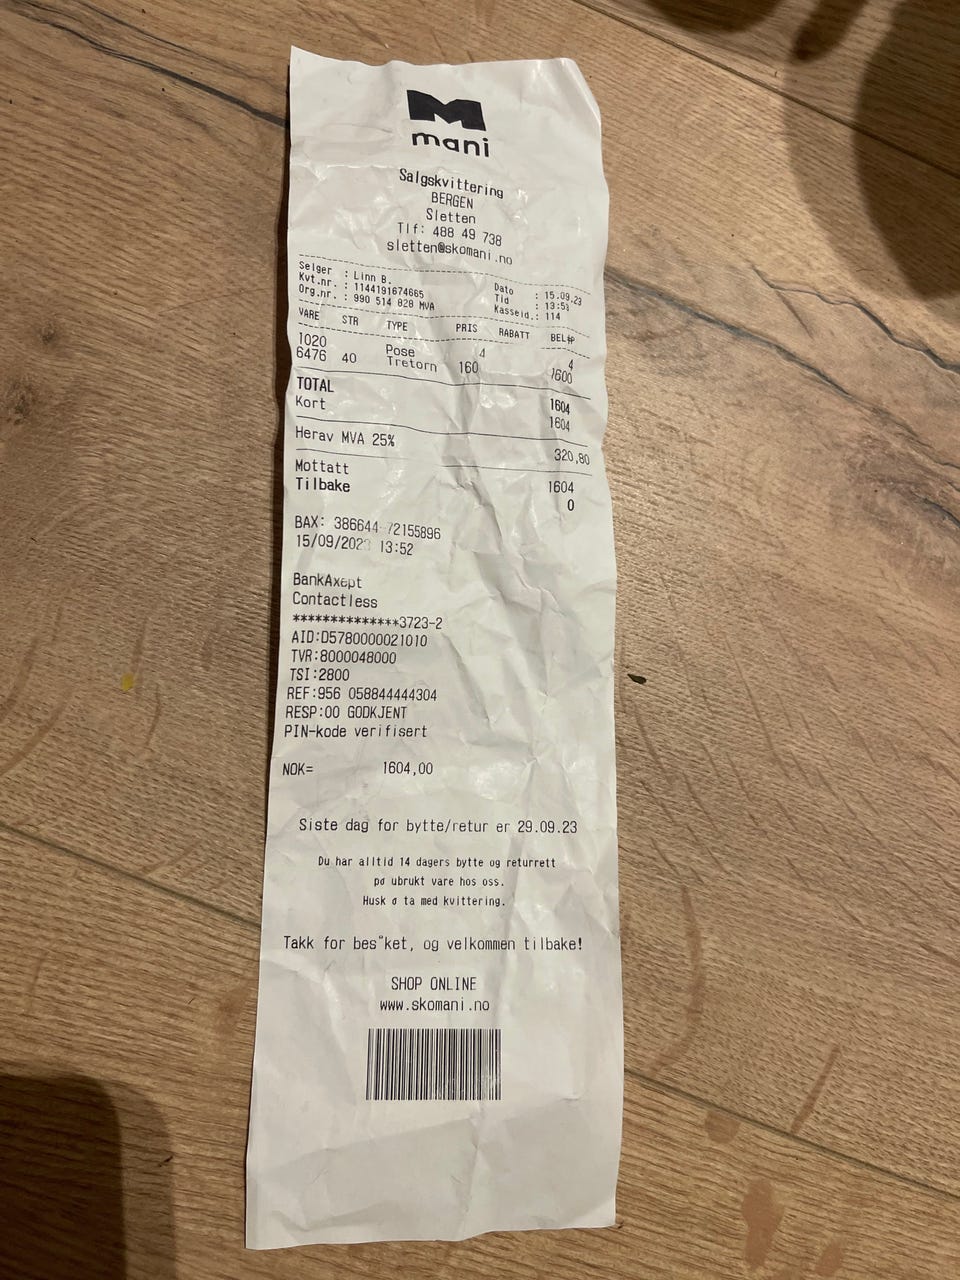 mani
Salgskvittering
BERGEN
Sletten
Tlf: 488 49 738
sletten@skomani.no
Selger : Linn B.
Kvt.nr. : 1144191674665
Org.nr. : 990 514 828 MVA
Dato : 15.09.23
Tid : 13:53
Kasseid.: 114
VARE STR TYPE PRIS RABATT BEL#P
1020 Pose 4 4
6476 40 Tretorn 160 1600
TOTAL 1604
Kort 1604
Herav MVA 25% 320,80
Mottatt 1604
Tilbake 0
BAX: 386644-72155896
15/09/2023 13:52
BankAxept
Contactless
**************3723-2
AID:D5780000021010
TVR:8000048000
TSI:2800
REF:956 058844444304
RESP:00 GODKJENT
PIN-kode verifisert
NOK= 1604,00
Siste dag for bytte/retur er 29.09.23
Du har alltid 14 dagers bytte og returrett
pø ubrukt vare hos oss.
Husk ø ta med kvittering.
Takk for bes"ket, og velkommen tilbake!
SHOP ONLINE
www.skomani.no